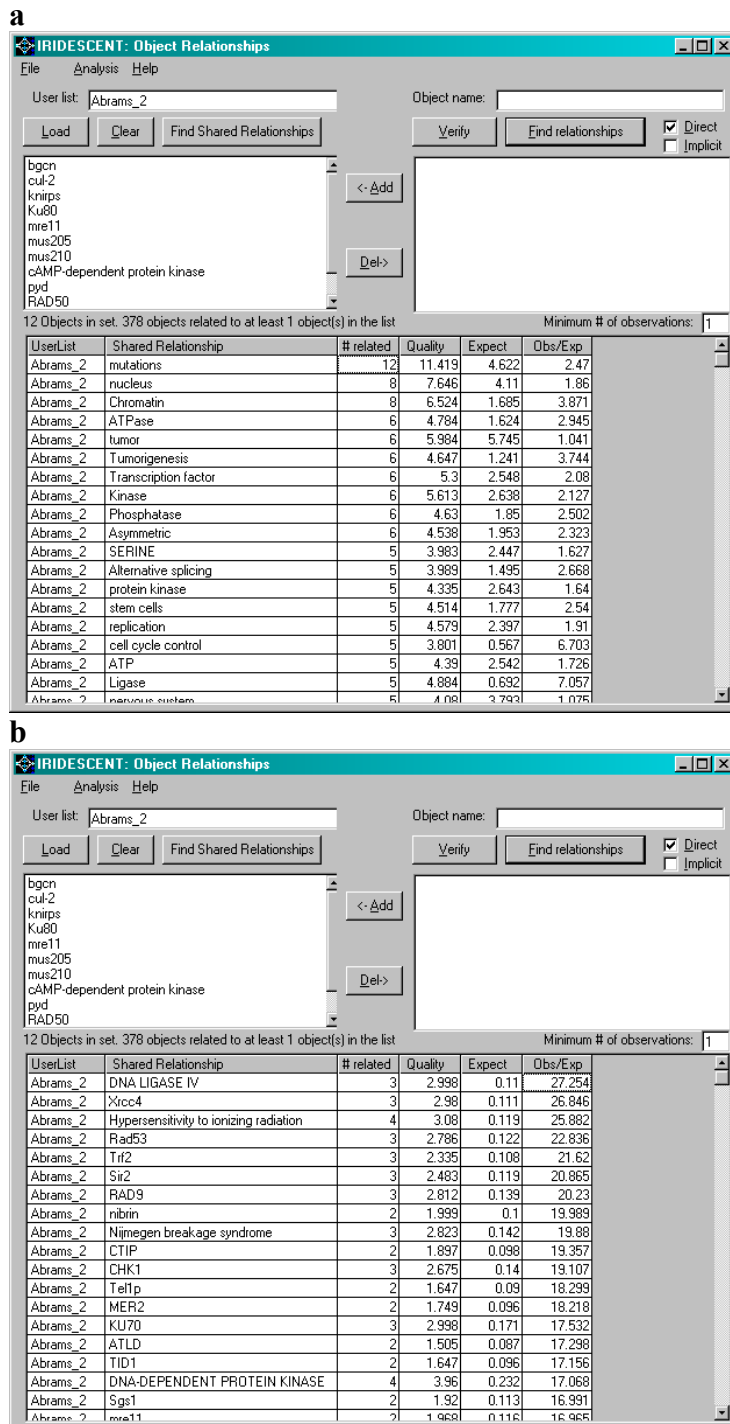 a
IRIDESCENT: Object Relationships
File Analysis Help
User list: Abrams_2 Object name:
Load Clear Find Shared Relationships Verify Find relationships Direct
Implicit
bgcn
cul-2
knirps
Ku80
mre11
mus205
mus210
cAMP-dependent protein kinase
pyd
RAD50
<- Add
Del->
12 Objects in set. 378 objects related to at least 1 object(s) in the list Minimum # of observations: 1
UserList Shared Relationship # related Quality Expect Obs/Exp
Abrams_2 mutations 12 11.419 4.622 2.47
Abrams_2 nucleus 8 7.646 4.11 1.86
Abrams_2 Chromatin 8 6.524 1.685 3.871
Abrams_2 ATPase 6 4.784 1.624 2.945
Abrams_2 tumor 6 5.984 5.745 1.041
Abrams_2 Tumorigenesis 6 4.647 1.241 3.744
Abrams_2 Transcription factor 6 5.3 2.548 2.08
Abrams_2 Kinase 6 5.613 2.638 2.127
Abrams_2 Phosphatase 6 4.63 1.85 2.502
Abrams_2 Asymmetric 6 4.538 1.953 2.323
Abrams_2 SERINE 5 3.983 2.447 1.627
Abrams_2 Alternative splicing 5 3.989 1.495 2.668
Abrams_2 protein kinase 5 4.335 2.643 1.64
Abrams_2 stem cells 5 4.514 1.777 2.54
Abrams_2 replication 5 4.579 2.397 1.91
Abrams_2 cell cycle control 5 3.801 0.567 6.703
Abrams_2 ATP 5 4.39 2.542 1.726
Abrams_2 Ligase 5 4.884 0.692 7.057
Abrams_2 nervous system 5 4.08 3.793 1.075
b
IRIDESCENT: Object Relationships
File Analysis Help
User list: Abrams_2 Object name:
Load Clear Find Shared Relationships Verify Find relationships Direct
Implicit
bgcn
cul-2
knirps
Ku80
mre11
mus205
mus210
cAMP-dependent protein kinase
pyd
RAD50
<- Add
Del->
12 Objects in set. 378 objects related to at least 1 object(s) in the list Minimum # of observations: 1
UserList Shared Relationship # related Quality Expect Obs/Exp
Abrams_2 DNA LIGASE IV 3 2.998 0.11 27.254
Abrams_2 Xrcc4 3 2.98 0.111 26.846
Abrams_2 Hypersensitivity to ionizing radiation 4 3.08 0.119 25.882
Abrams_2 Rad53 3 2.786 0.122 22.836
Abrams_2 Trf2 3 2.335 0.108 21.62
Abrams_2 Sir2 3 2.483 0.119 20.865
Abrams_2 RAD9 3 2.812 0.139 20.23
Abrams_2 nibrin 2 1.999 0.1 19.989
Abrams_2 Nijmegen breakage syndrome 3 2.823 0.142 19.88
Abrams_2 CTIP 2 1.897 0.098 19.357
Abrams_2 CHK1 3 2.675 0.14 19.107
Abrams_2 Tel1p 2 1.647 0.09 18.299
Abrams_2 MER2 2 1.749 0.096 18.218
Abrams_2 KU70 3 2.998 0.171 17.532
Abrams_2 ATLD 2 1.505 0.087 17.298
Abrams_2 TID1 2 1.647 0.096 17.156
Abrams_2 DNA-DEPENDENT PROTEIN KINASE 4 3.96 0.232 17.068
Abrams_2 Sgs1 2 1.92 0.113 16.991
Abrams_2 mre11 2 1.968 0.116 16.965